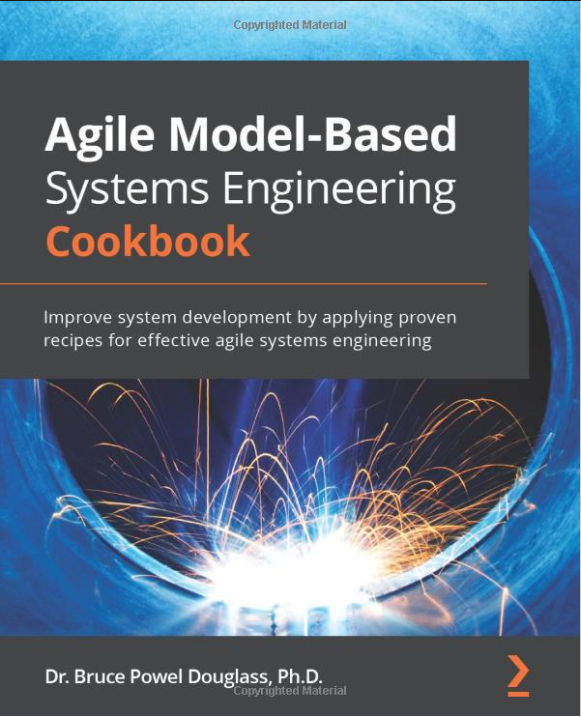 Copyrighted Material
Agile Model-Based
Systems Engineering
Cookbook
Improve system development by applying proven
recipes for effective agile systems engineering
Dr. Bruce Powel Douglass, Ph.D.
Copyrighted Material